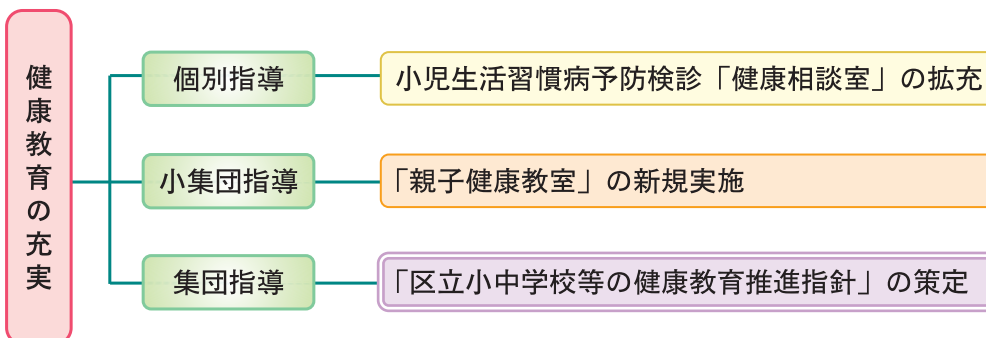 健康教育の充実
個別指導
小児生活習慣病予防検診「健康相談室」の拡充
小集団指導
「親子健康教室」の新規実施
集団指導
「区立小中学校等の健康教育推進指針」の策定